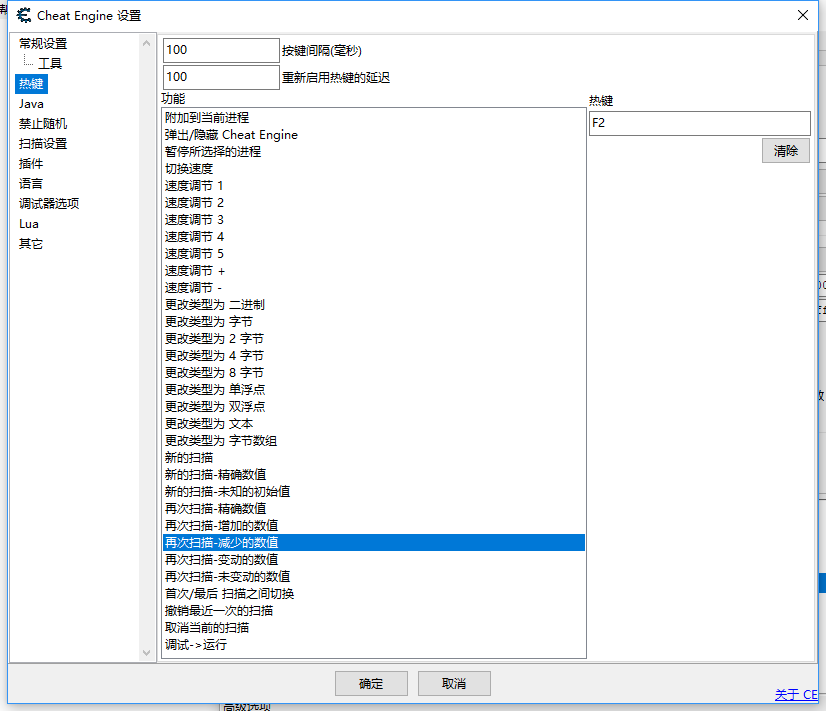 Cheat Engine 设置
常规设置
工具
热键
Java
禁止随机
扫描设置
插件
语言
调试器选项
Lua
其它
100 按键间隔(毫秒)
100 重新启用热键的延迟
功能
附加到当前进程
弹出/隐藏 Cheat Engine
暂停所选择的进程
切换速度
速度调节 1
速度调节 2
速度调节 3
速度调节 4
速度调节 5
速度调节 +
速度调节 -
更改类型为 二进制
更改类型为 字节
更改类型为 2 字节
更改类型为 4 字节
更改类型为 8 字节
更改类型为 单浮点
更改类型为 双浮点
更改类型为 文本
更改类型为 字节数组
新的扫描
新的扫描-精确数值
新的扫描-未知的初始值
再次扫描-精确数值
再次扫描-增加的数值
再次扫描-减少的数值
再次扫描-变动的数值
再次扫描-未变动的数值
首次/最后 扫描之间切换
撤销最近一次的扫描
取消当前的扫描
调试->运行
热键
F2
清除
确定
取消
关于 CE
高级选项